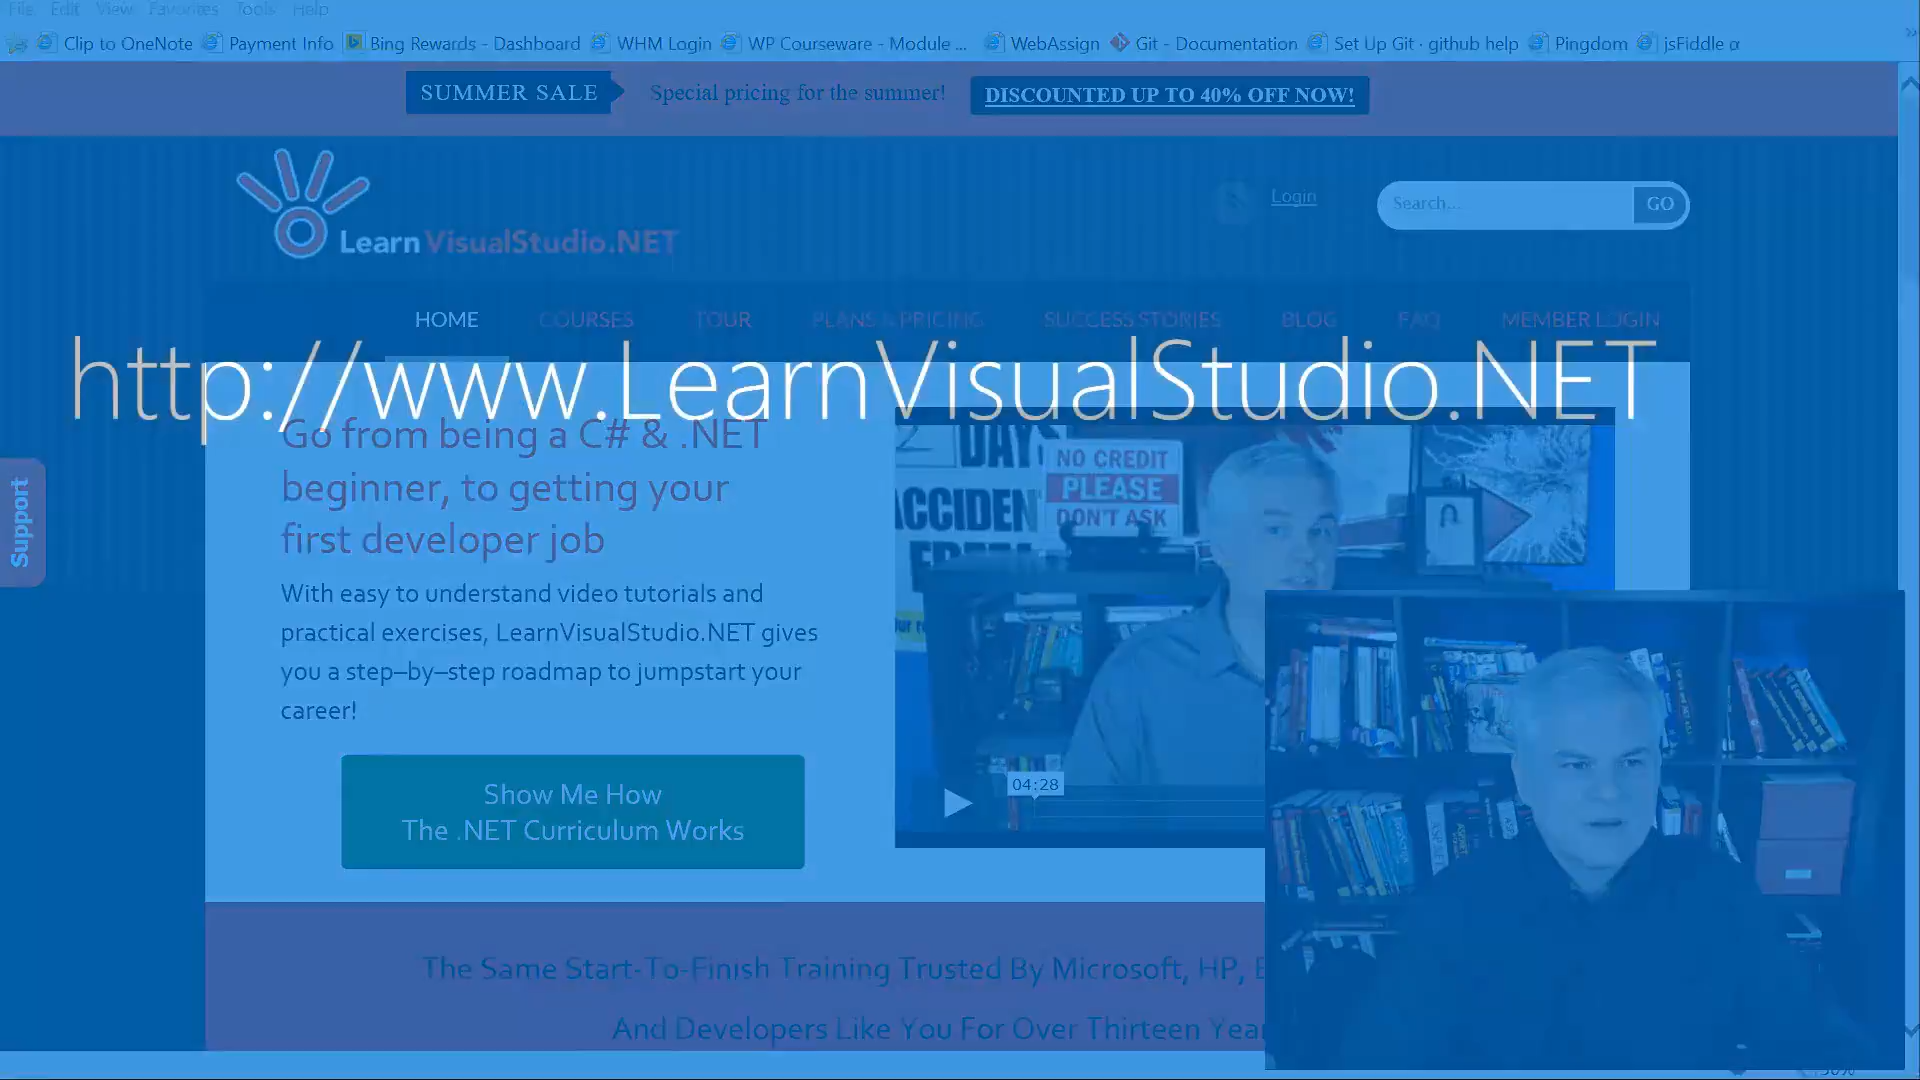 File Edit View Favorites Tools Help
Clip to OneNote Payment Info Bing Rewards - Dashboard WHM Login WP Courseware - Module ... WebAssign Git - Documentation Set Up Git · github help Pingdom jsFiddle α
SUMMER SALE Special pricing for the summer! DISCOUNTED UP TO 40% OFF NOW!
Login Search... GO
LearnVisualStudio.NET
HOME COURSES TOUR PLANS & PRICING SUCCESS STORIES BLOG FAQ MEMBER LOGIN
http://www.LearnVisualStudio.NET
Go from being a C# & .NET
beginner, to getting your
first developer job
With easy to understand video tutorials and
practical exercises, LearnVisualStudio.NET gives
you a step–by–step roadmap to jumpstart your
career!
Show Me How
The .NET Curriculum Works
Support
DAYS
ACCIDENT
FREE
NO CREDIT
PLEASE
DON'T ASK
04:28
The Same Start-To-Finish Training Trusted By Microsoft, HP,
And Developers Like You For Over Thirteen